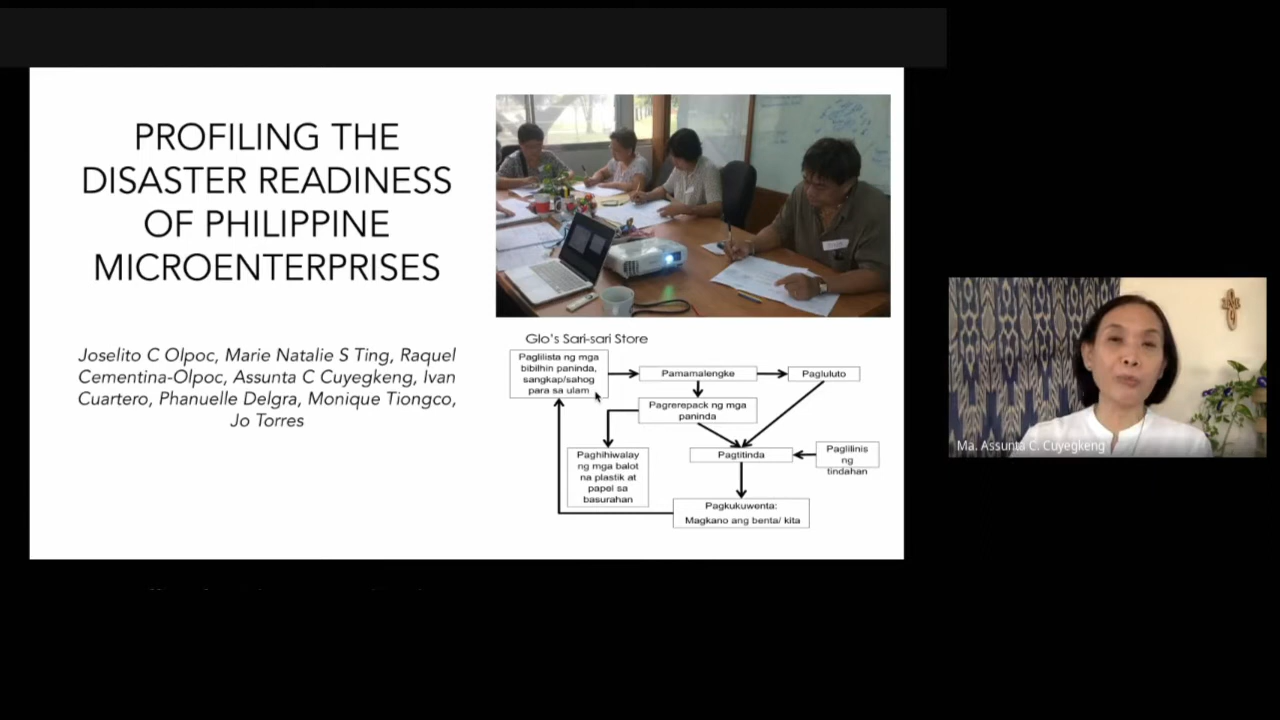 PROFILING THE
DISASTER READINESS
OF PHILIPPINE
MICROENTERPRISES
Joselito C Olpoc, Marie Natalie S Ting, Raquel
Cementina-Olpoc, Assunta C Cuyegkeng, Ivan
Cuartero, Phanuelle Delgra, Monique Tiongco,
Jo Torres
Glo's Sari-sari Store
Paglilista ng mga
bibilhin paninda,
sangkap/sahog
para sa ulam
Pamamalengke
Pagluluto
Pagrerepack ng mga
paninda
Paghihiwalay
ng mga balot
na plastik at
papel sa
basurahan
Pagtitinda
Paglilinis
ng
tindahan
Pagkukuwenta:
Magkano ang benta/ kita
Ma. Assunta C. Cuyegkeng